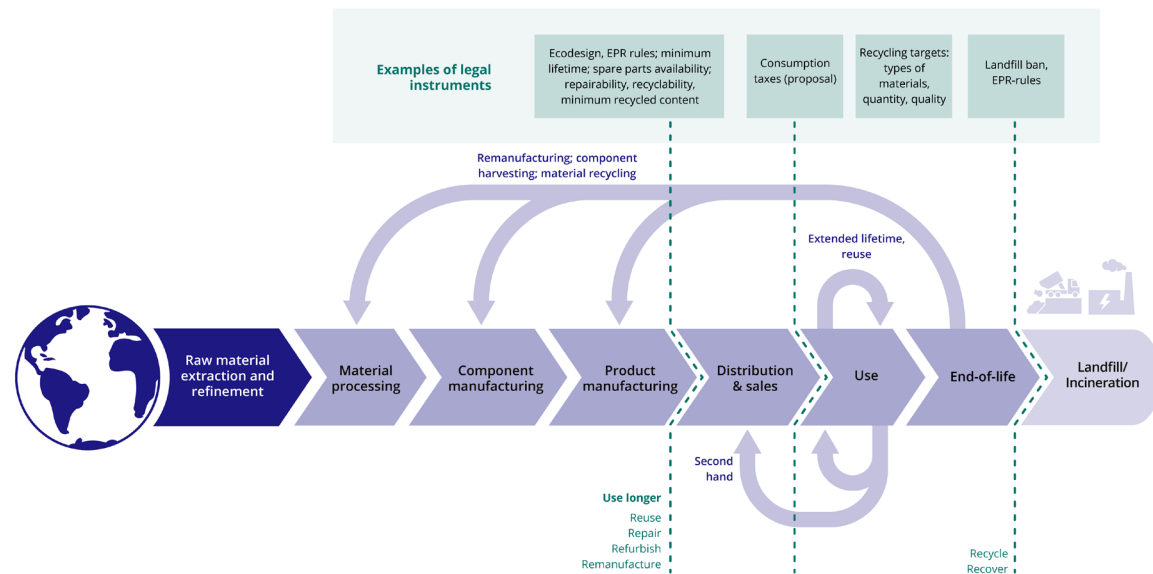 Examples of legal
instruments
Ecodesign, EPR rules; minimum
lifetime; spare parts availability;
repairability, recyclability,
minimum recycled content
Consumption
taxes (proposal)
Recycling targets:
types of
materials,
quantity, quality
Landfill ban,
EPR-rules
Remanufacturing; component
harvesting; material recycling
Extended lifetime,
reuse
Raw material
extraction and
refinement
Material
processing
Component
manufacturing
Product
manufacturing
Distribution
& sales
Use
End-of-life
Landfill/
Incineration
Second
hand
Use longer
Reuse
Repair
Refurbish
Remanufacture
Recycle
Recover